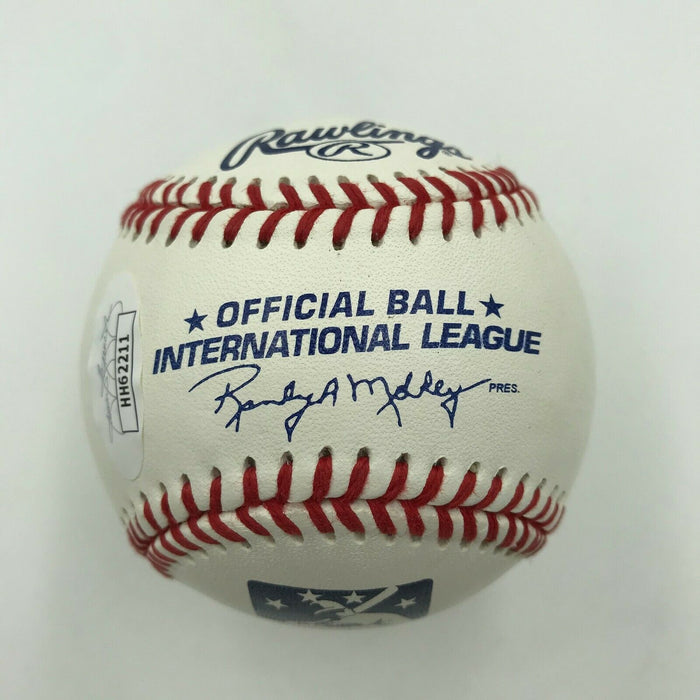 Rawlings
R
★ OFFICIAL BALL ★
INTERNATIONAL LEAGUE
Randy A Mobley PRES.
HH62211